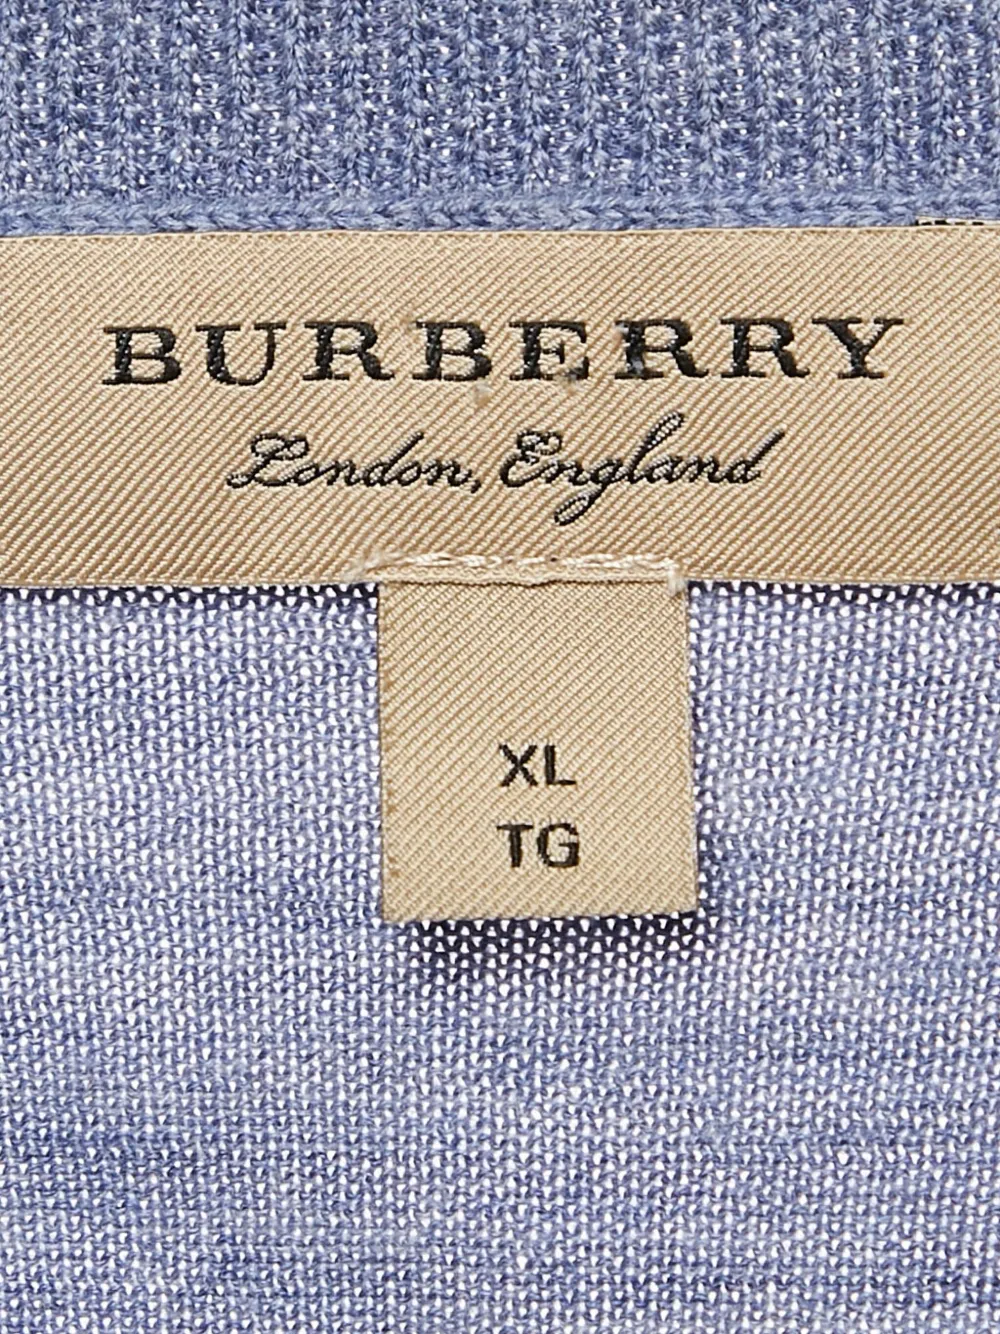 BURBERRY
London, England
XL
TG